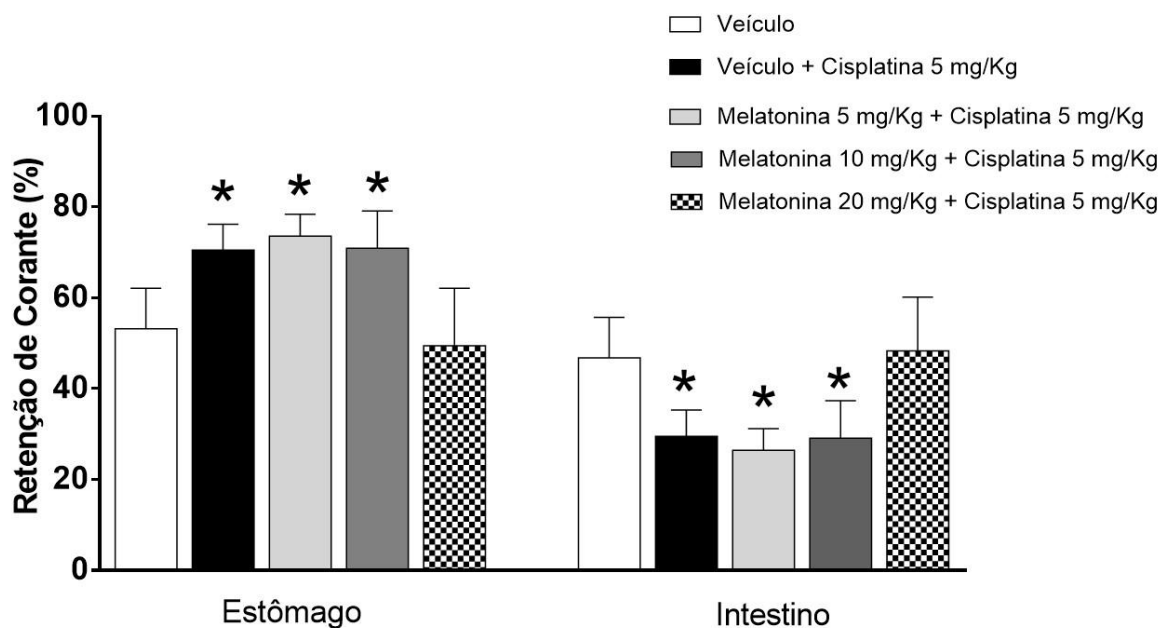 Veículo
Veículo + Cisplatina 5 mg/Kg
Melatonina 5 mg/Kg + Cisplatina 5 mg/Kg
Melatonina 10 mg/Kg + Cisplatina 5 mg/Kg
Melatonina 20 mg/Kg + Cisplatina 5 mg/Kg
Retenção de Corante (%)
100
80
60
40
20
0
* * *
* * *
Estômago
Intestino